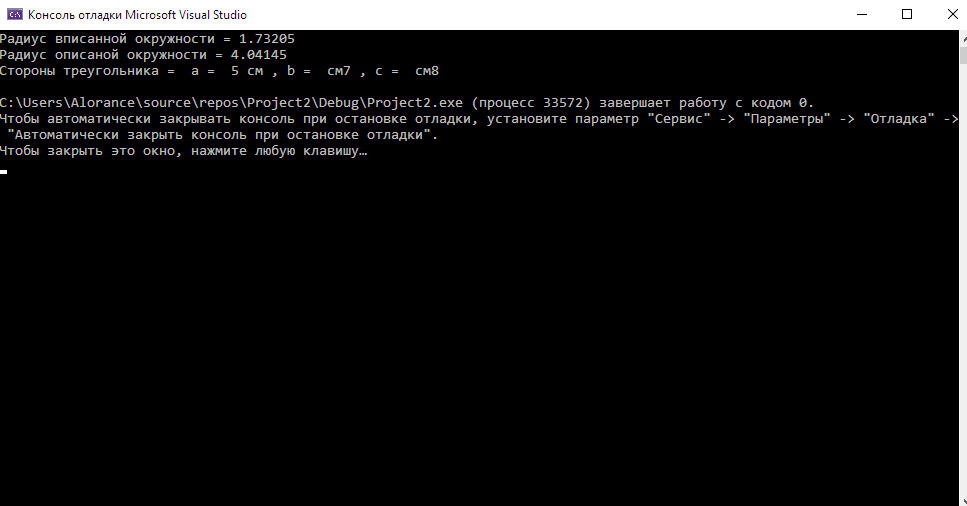 Консоль отладки Microsoft Visual Studio
Радиус вписанной окружности = 1.73205
Радиус описаной окружности = 4.04145
Стороны треугольника =  a =  5 см , b =  см7 , c =  см8
C:\Users\Alorance\source\repos\Project2\Debug\Project2.exe (процесс 33572) завершает работу с кодом 0.
Чтобы автоматически закрывать консоль при остановке отладки, установите параметр "Сервис" -> "Параметры" -> "Отладка" ->
"Автоматически закрыть консоль при остановке отладки".
Чтобы закрыть это окно, нажмите любую клавишу…